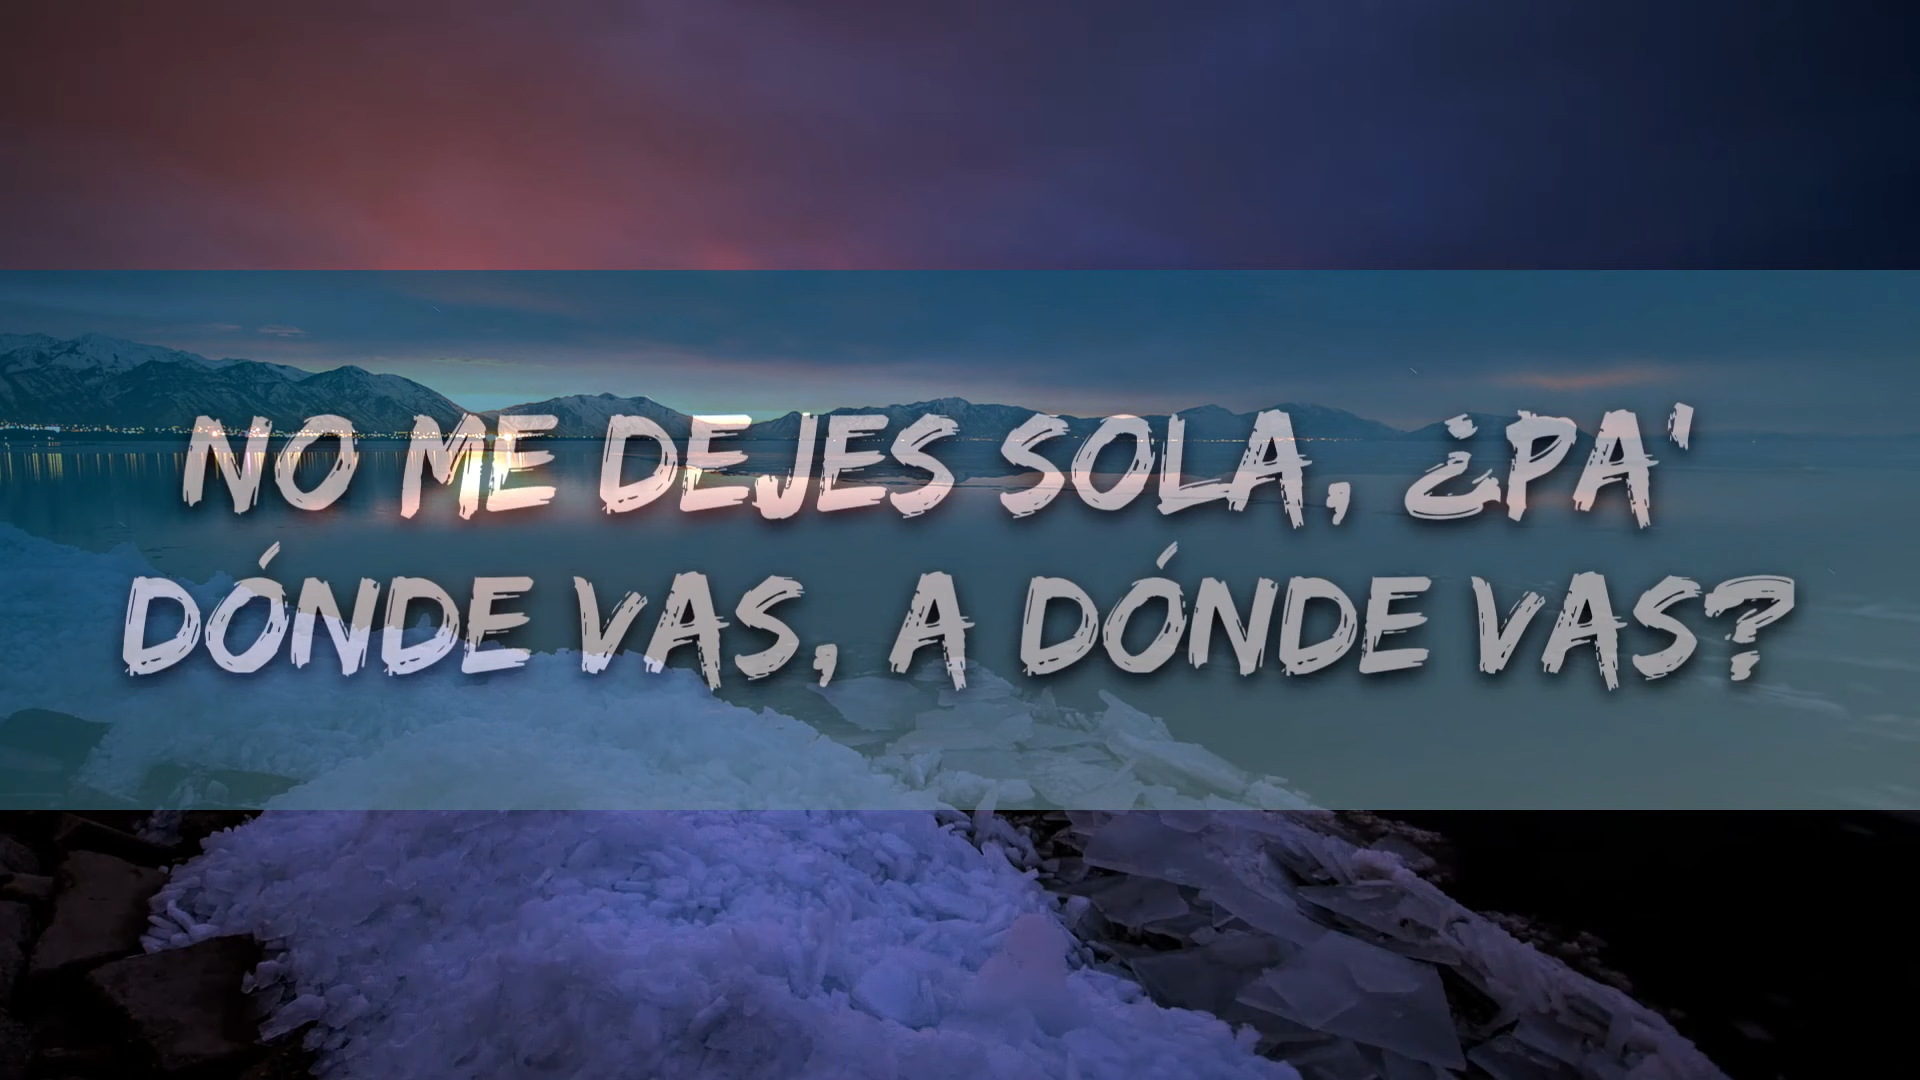 NO ME DEJES SOLA, ¿PA'
DÓNDE VAS, A DÓNDE VAS?